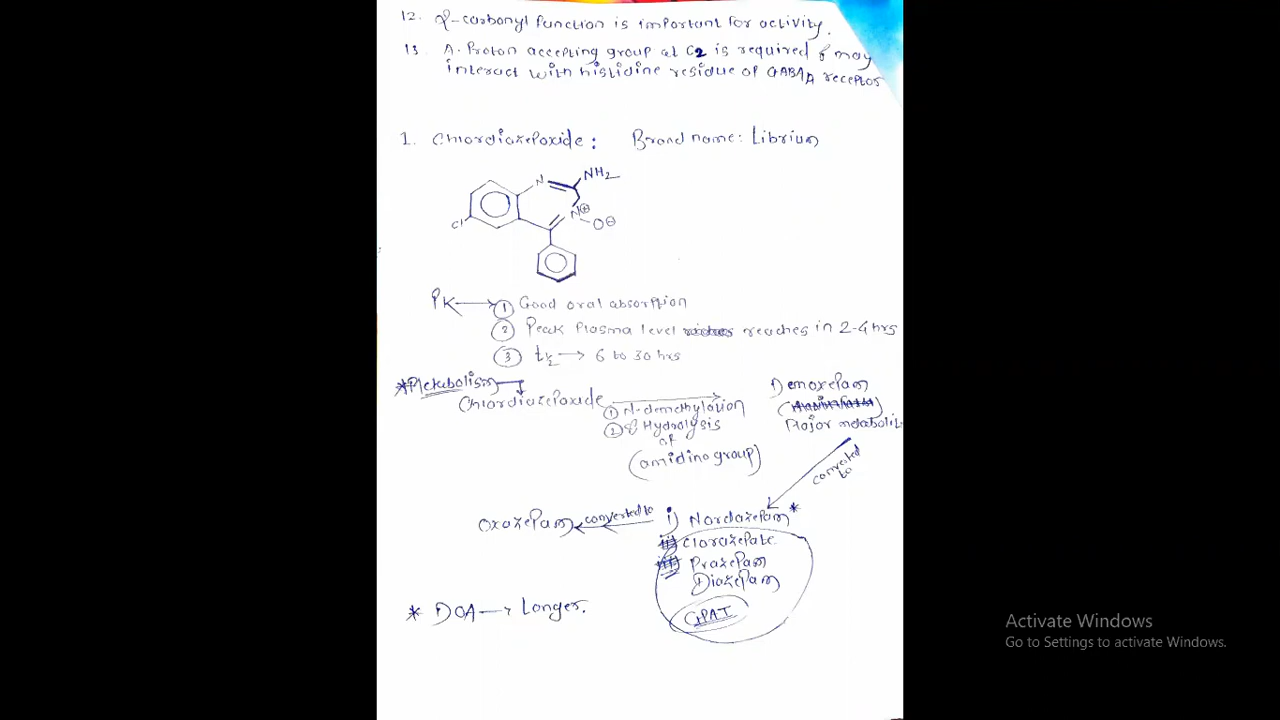 12. 2-carbonyl function is important for activity.
13. A. Proton accepting group at C2 is required & may
interact with histidine residue of GABAA receptor
1. Chlordiazepoxide: Brand name: Librium
N
NH2
N⊕
Cl
O⊖
PK → ① Good oral absorption
② Peak Plasma level reaches in 2-4 hrs
③ t½ → 6 to 30 hrs
*Metabolism
Chlordiazepoxide
① N-demethylation
② Hydrolysis
of
(amidino group)
Demoxepam
Major metabolit
converted
to
i) Nordazepam *
converted to
Oxazepam
Clorazepate
Prazepam
Diazepam
* DOA → Longer.
Activate Windows
Go to Settings to activate Windows.